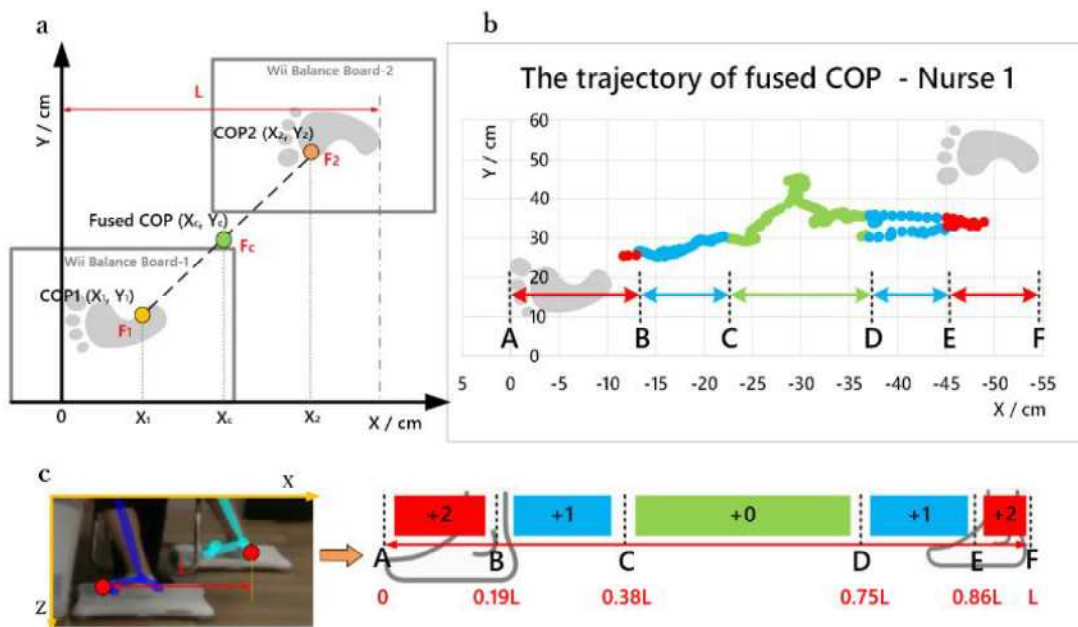 a
Y / cm
Wii Balance Board-2
L
COP2 (X₂, Y₂)
F₂
Fused COP (Xc, Yc)
Fc
Wii Balance Board-1
COP1 (X₁, Y₁)
F₁
0 X₁ Xc X₂ X / cm
b
The trajectory of fused COP - Nurse 1
Y / cm
60
50
40
30
20
10
0
A B C D E F
5 0 -5 -10 -15 -20 -25 -30 -35 -40 -45 -50 -55
X / cm
c
X
Z
L
+2 +1 +0 +1 +2
A B C D E F
0 0.19L 0.38L 0.75L 0.86L L